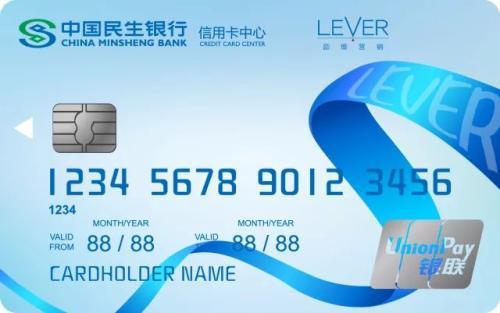 中国民生银行 信用卡中心 LEVER
CHINA MINSHENG BANK CREDIT CARD CENTER
LEVER
1234 5678 9012 3456
1234
MONTH/YEAR MONTH/YEAR
VALID FROM 88 / 88 VALID THRU 88 / 88
CARDHOLDER NAME
UnionPay
银联